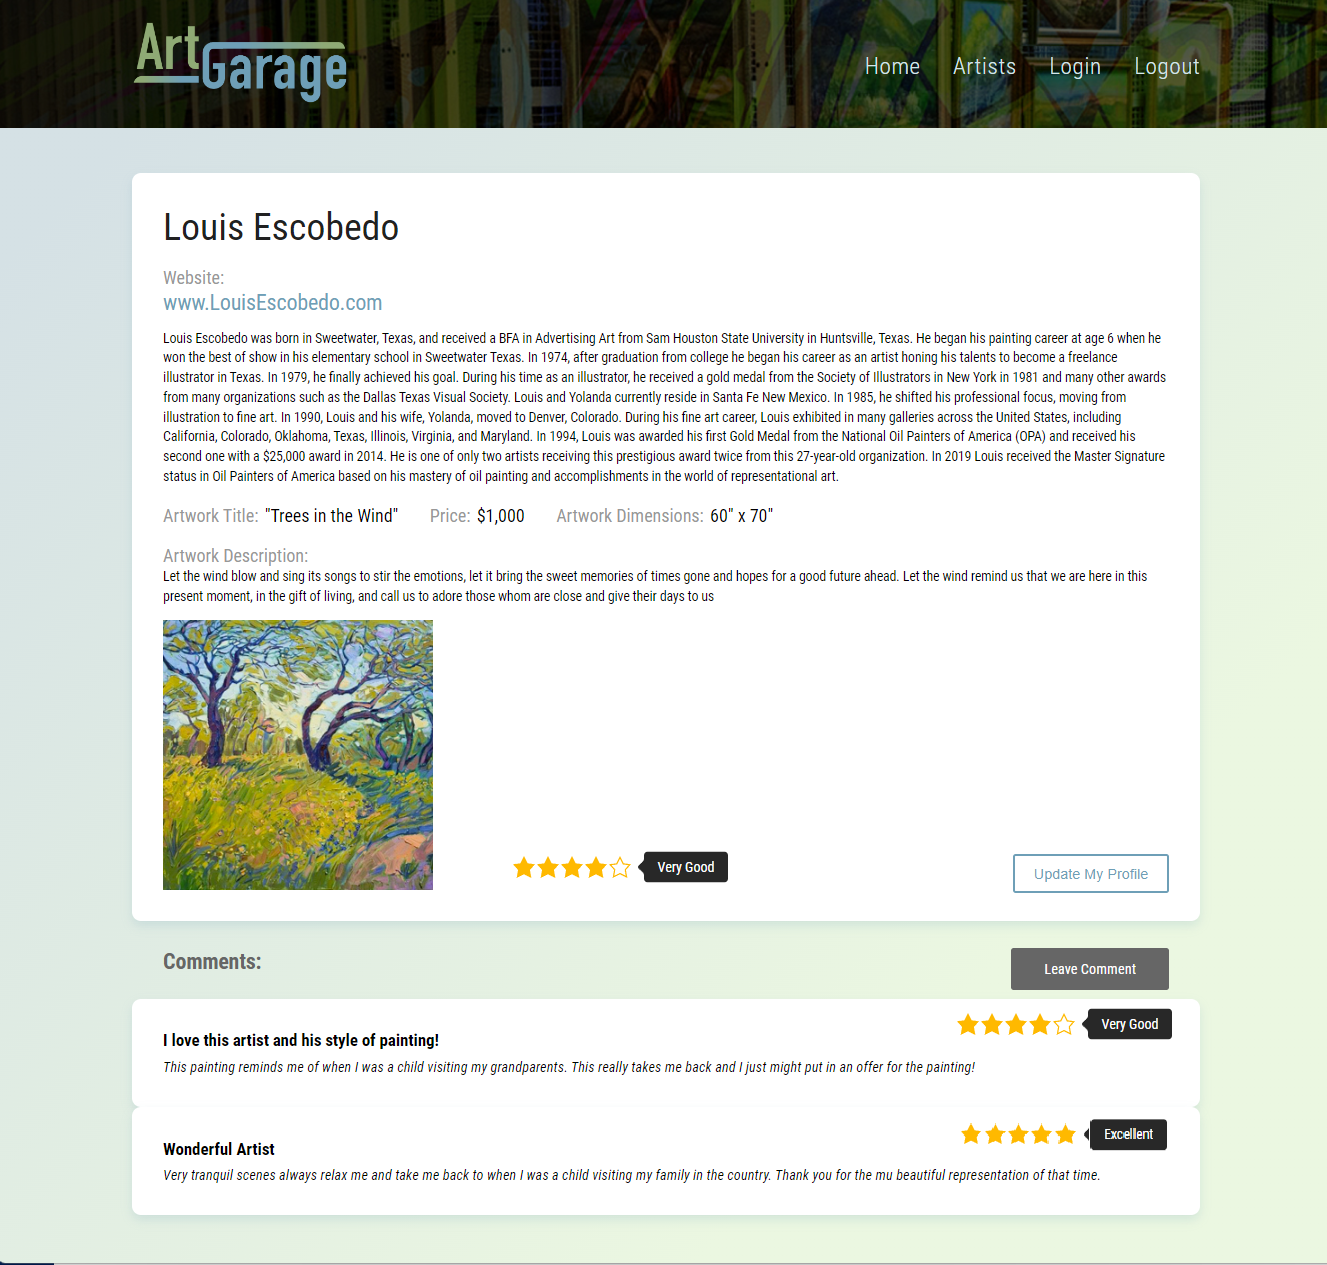 Art Garage
Home Artists Login Logout
Louis Escobedo
Website:
www.LouisEscobedo.com
Louis Escobedo was born in Sweetwater, Texas, and received a BFA in Advertising Art from Sam Houston State University in Huntsville, Texas. He began his painting career at age 6 when he
won the best of show in his elementary school in Sweetwater Texas. In 1974, after graduation from college he began his career as an artist honing his talents to become a freelance
illustrator in Texas. In 1979, he finally achieved his goal. During his time as an illustrator, he received a gold medal from the Society of Illustrators in New York in 1981 and many other awards
from many organizations such as the Dallas Texas Visual Society. Louis and Yolanda currently reside in Santa Fe New Mexico. In 1985, he shifted his professional focus, moving from
illustration to fine art. In 1990, Louis and his wife, Yolanda, moved to Denver, Colorado. During his fine art career, Louis exhibited in many galleries across the United States, including
California, Colorado, Oklahoma, Texas, Illinois, Virginia, and Maryland. In 1994, Louis was awarded his first Gold Medal from the National Oil Painters of America (OPA) and received his
second one with a $25,000 award in 2014. He is one of only two artists receiving this prestigious award twice from this 27-year-old organization. In 2019 Louis received the Master Signature
status in Oil Painters of America based on his mastery of oil painting and accomplishments in the world of representational art.
Artwork Title: "Trees in the Wind" Price: $1,000 Artwork Dimensions: 60" x 70"
Artwork Description:
Let the wind blow and sing its songs to stir the emotions, let it bring the sweet memories of times gone and hopes for a good future ahead. Let the wind remind us that we are here in this
present moment, in the gift of living, and call us to adore those whom are close and give their days to us
Very Good
Update My Profile
Comments:
Leave Comment
Very Good
I love this artist and his style of painting!
This painting reminds me of when I was a child visiting my grandparents. This really takes me back and I just might put in an offer for the painting!
Excellent
Wonderful Artist
Very tranquil scenes always relax me and take me back to when I was a child visiting my family in the country. Thank you for the mu beautiful representation of that time.